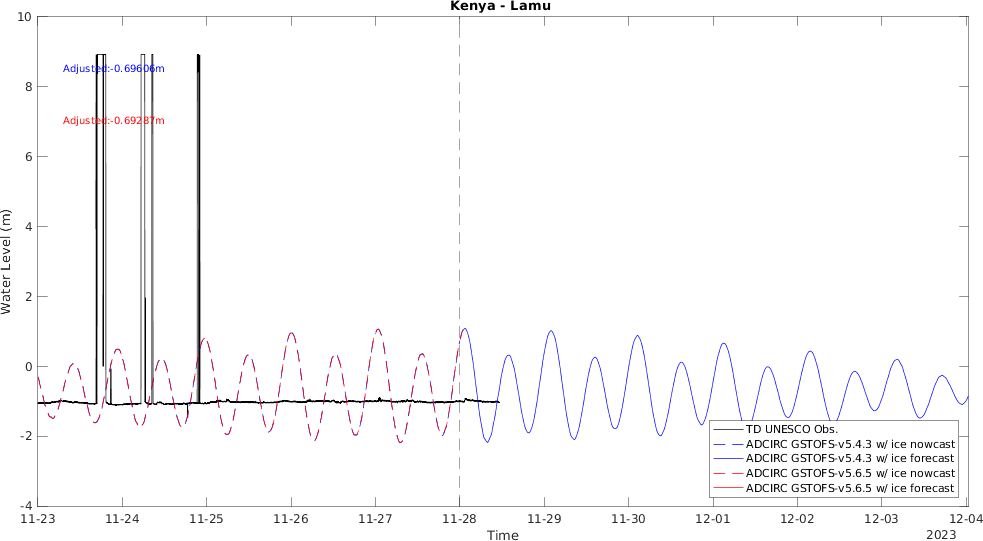 Kenya - Lamu
10
8
6
4
2
0
-2
-4
Water Level (m)
Adjusted:-0.69606m
Adjusted:-0.69287m
TD UNESCO Obs.
ADCIRC GSTOFS-v5.4.3 w/ ice nowcast
ADCIRC GSTOFS-v5.4.3 w/ ice forecast
ADCIRC GSTOFS-v5.6.5 w/ ice nowcast
ADCIRC GSTOFS-v5.6.5 w/ ice forecast
11-23 11-24 11-25 11-26 11-27 11-28 11-29 11-30 12-01 12-02 12-03 12-04
Time
2023